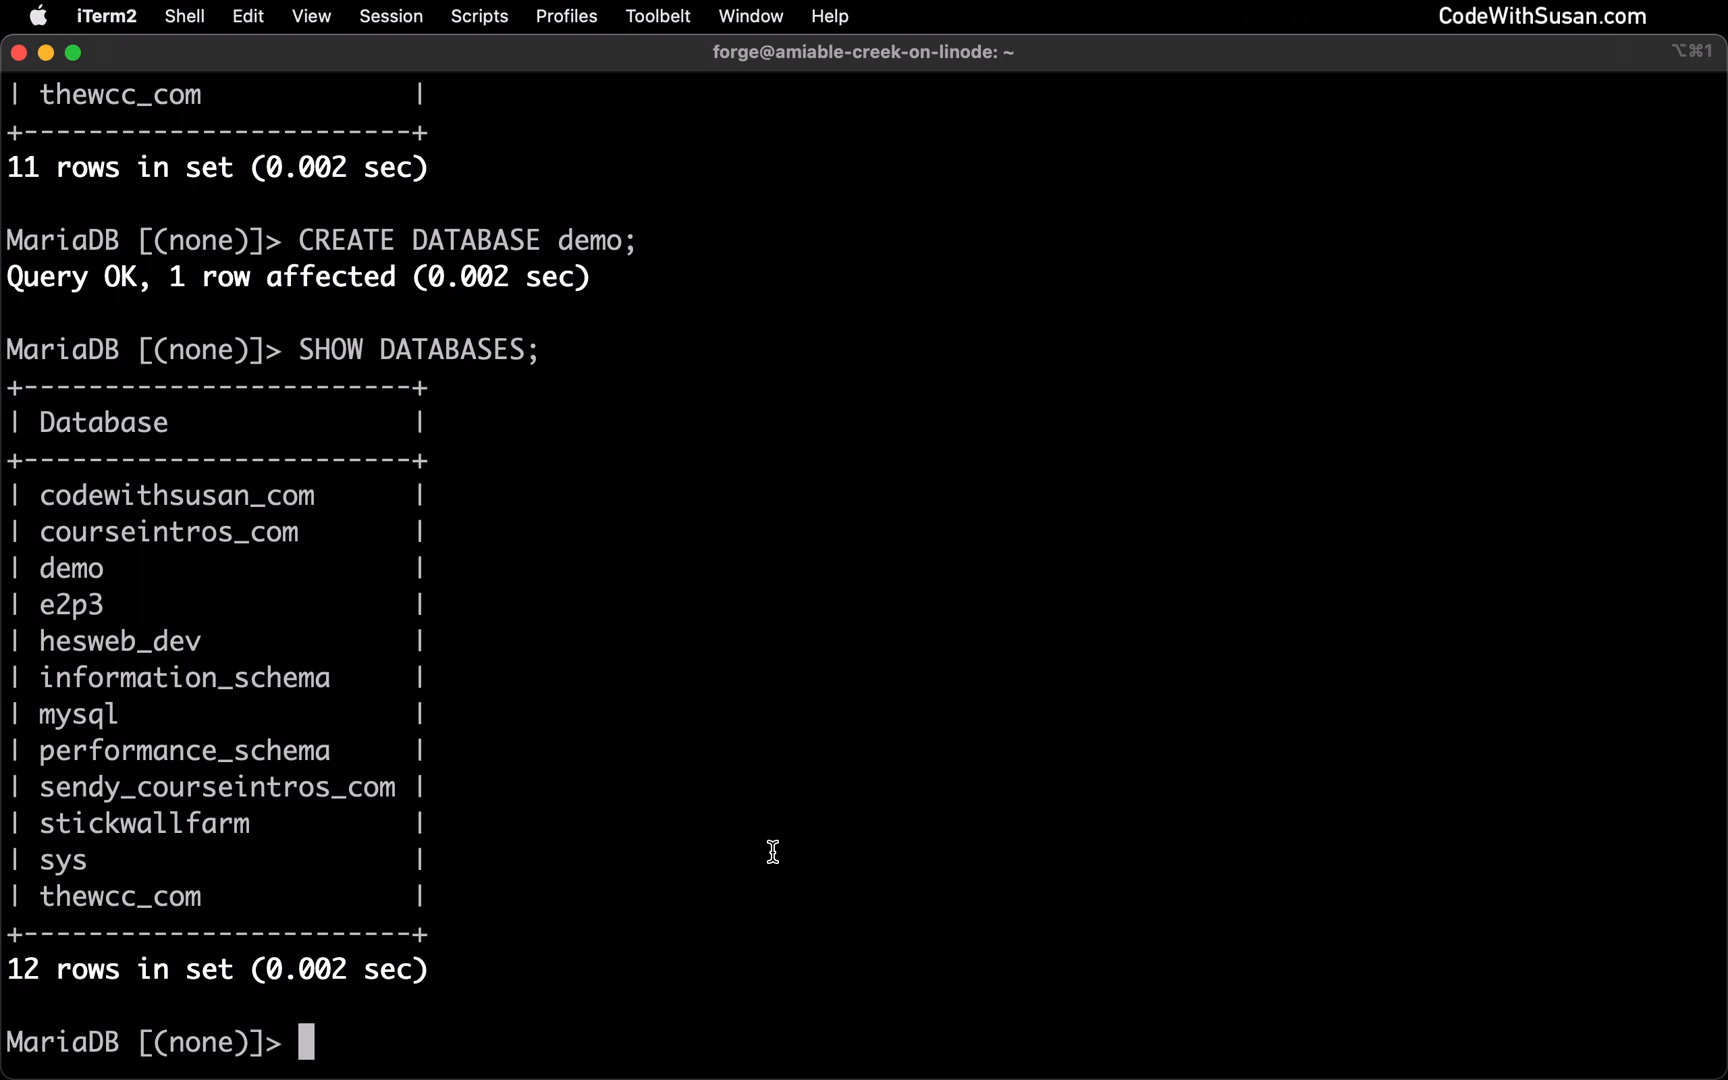 iTerm2 Shell Edit View Session Scripts Profiles Toolbelt Window Help CodeWithSusan.com
forge@amiable-creek-on-linode: ~ ⌥⌘1
| thewcc_com             |
+------------------------+
11 rows in set (0.002 sec)
MariaDB [(none)]> CREATE DATABASE demo;
Query OK, 1 row affected (0.002 sec)
MariaDB [(none)]> SHOW DATABASES;
+------------------------+
| Database               |
+------------------------+
| codewithsusan_com      |
| courseintros_com       |
| demo                   |
| e2p3                   |
| hesweb_dev             |
| information_schema     |
| mysql                  |
| performance_schema     |
| sendy_courseintros_com |
| stickwallfarm          |
| sys                    |
| thewcc_com             |
+------------------------+
12 rows in set (0.002 sec)
MariaDB [(none)]>